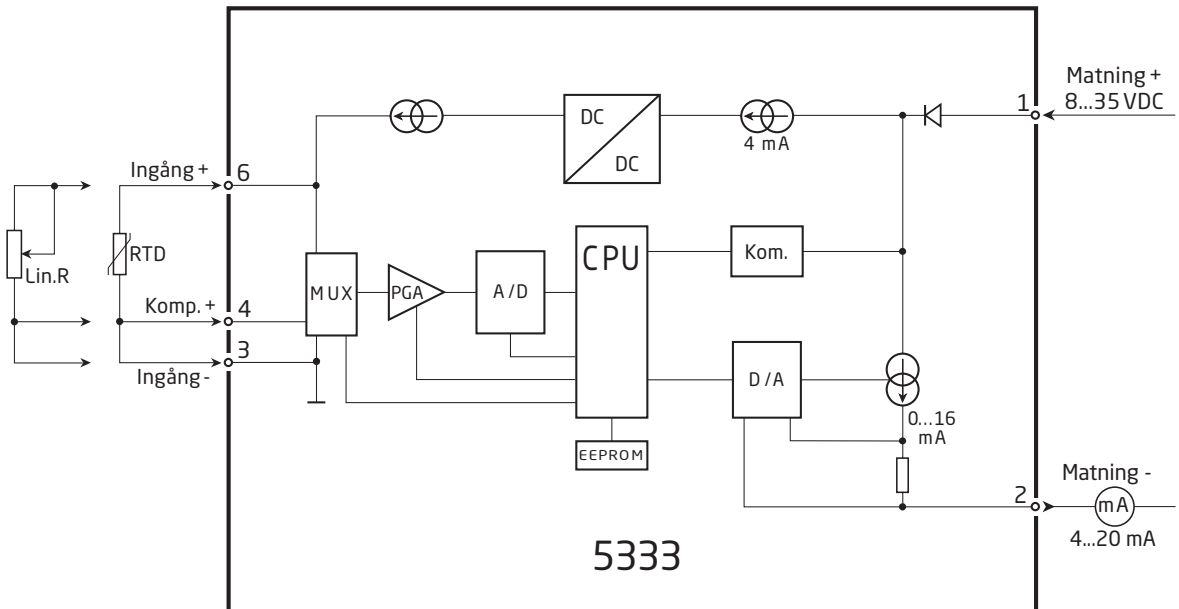 Matning +
8...35 VDC
1
DC
DC
4 mA
Ingång +
6
Lin.R
RTD
Komp. +
4
3
Ingång -
MUX
PGA
A/D
CPU
Kom.
D/A
0...16
mA
EEPROM
2
Matning -
mA
4...20 mA
5333